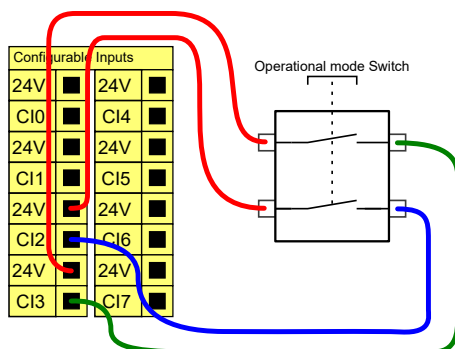 Configurable Inputs
Operational mode Switch
24V 24V
CI0 CI4
24V 24V
CI1 CI5
24V 24V
CI2 CI6
24V 24V
CI3 CI7